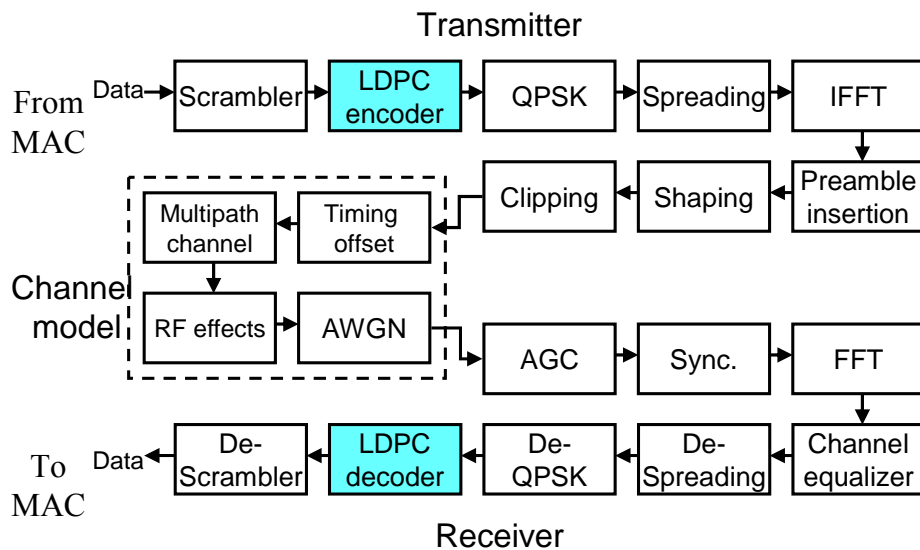 Transmitter
From
MAC
Data
Scrambler
LDPC
encoder
QPSK
Spreading
IFFT
Clipping
Shaping
Preamble
insertion
Multipath
channel
Timing
offset
Channel
model
RF effects
AWGN
AGC
Sync.
FFT
To
MAC
Data
De-
Scrambler
LDPC
decoder
De-
QPSK
De-
Spreading
Channel
equalizer
Receiver